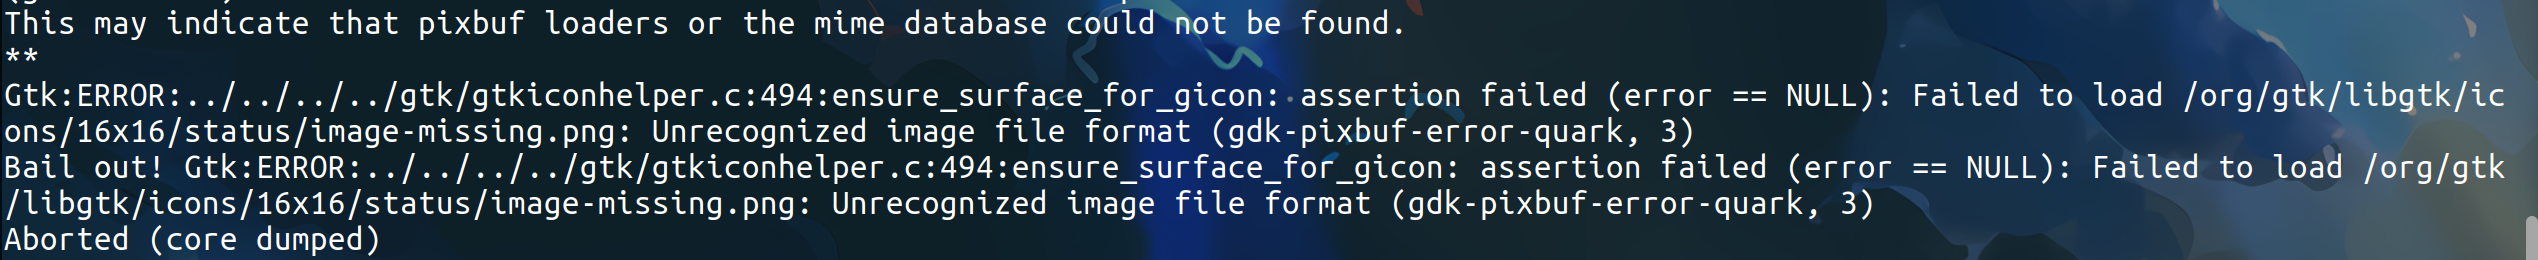 This may indicate that pixbuf loaders or the mime database could not be found.
**
Gtk:ERROR:../../../../gtk/gtkiconhelper.c:494:ensure_surface_for_gicon: assertion failed (error == NULL): Failed to load /org/gtk/libgtk/ic
ons/16x16/status/image-missing.png: Unrecognized image file format (gdk-pixbuf-error-quark, 3)
Bail out! Gtk:ERROR:../../../../gtk/gtkiconhelper.c:494:ensure_surface_for_gicon: assertion failed (error == NULL): Failed to load /org/gtk
/libgtk/icons/16x16/status/image-missing.png: Unrecognized image file format (gdk-pixbuf-error-quark, 3)
Aborted (core dumped)